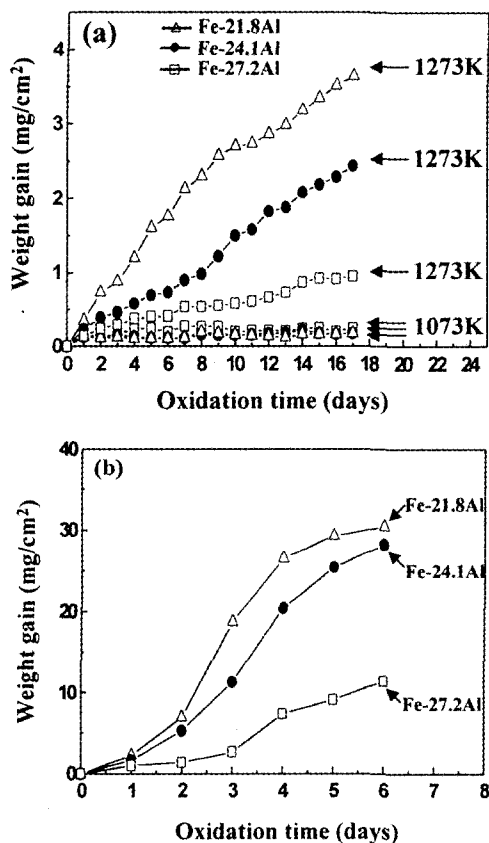 (a)
Fe-21.8Al
Fe-24.1Al
Fe-27.2Al
Weight gain (mg/cm²)
4
3
2
1
0
1273K
1273K
1273K
1073K
0 2 4 6 8 10 12 14 16 18 20 22 24
Oxidation time (days)
(b)
Weight gain (mg/cm²)
40
30
20
10
0
Fe-21.8Al
Fe-24.1Al
Fe-27.2Al
0 1 2 3 4 5 6 7 8
Oxidation time (days)